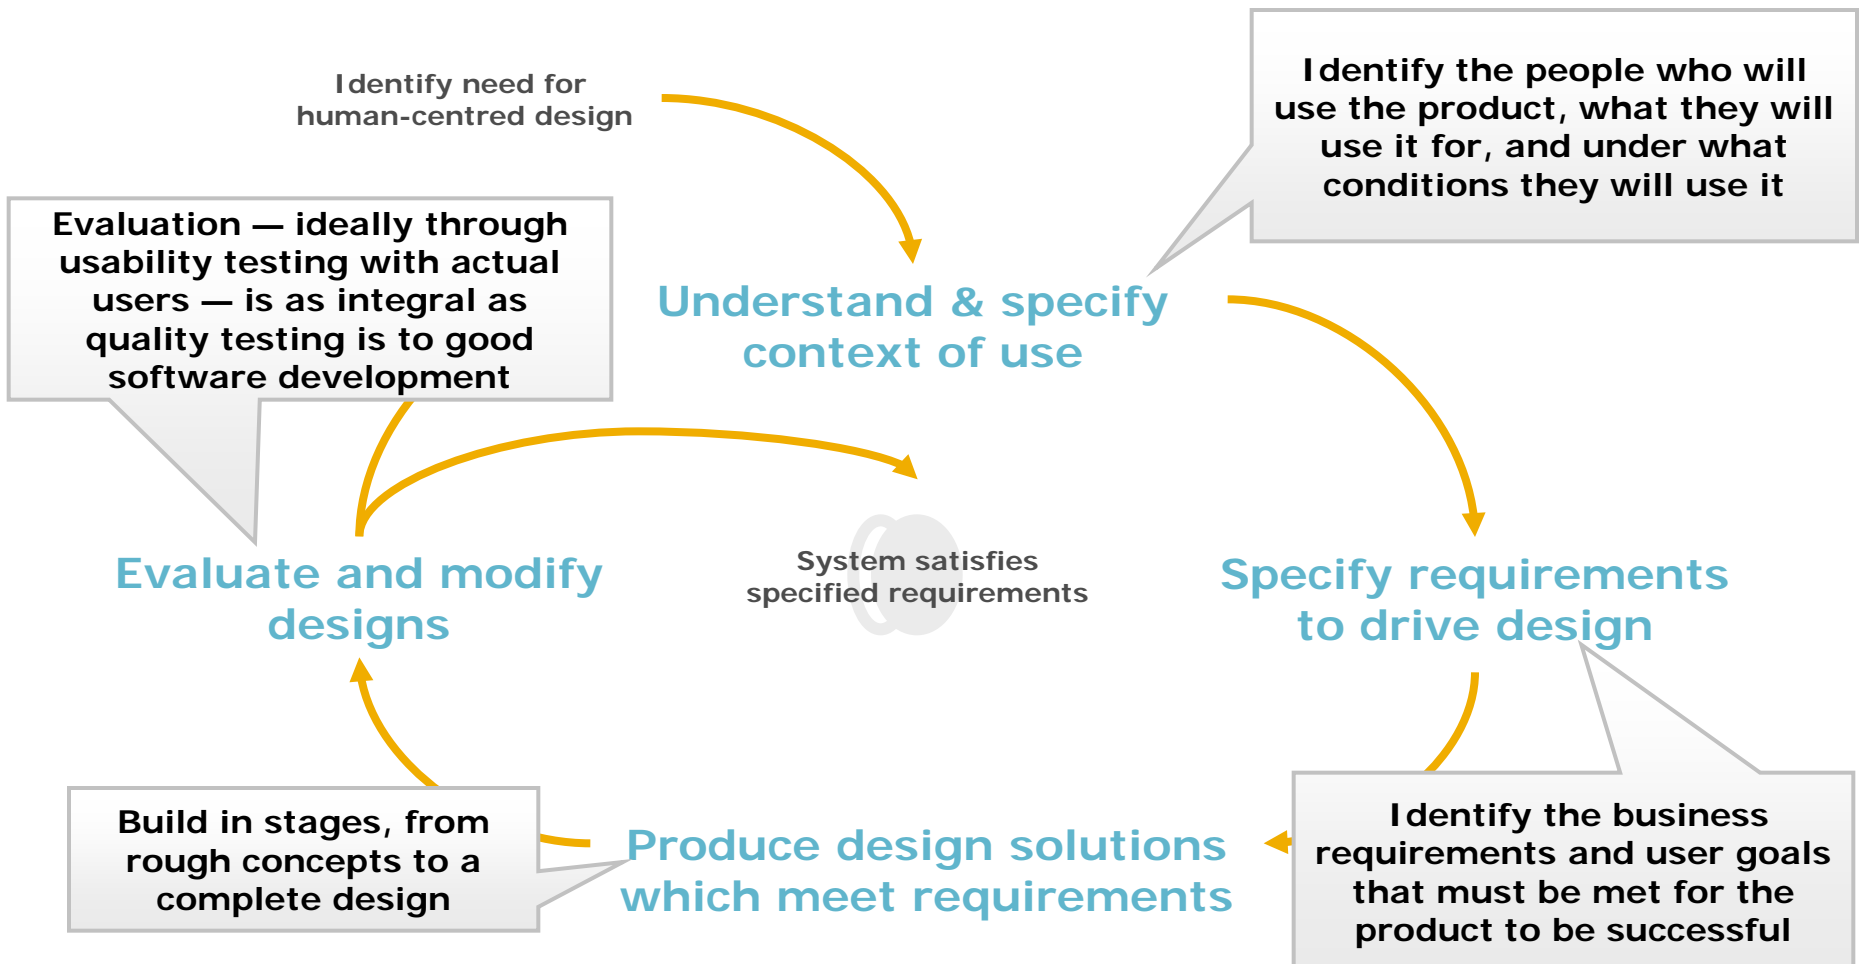 Identify need for
human-centred design
Identify the people who will
use the product, what they will
use it for, and under what
conditions they will use it
Evaluation — ideally through
usability testing with actual
users — is as integral as
quality testing is to good
software development
Understand & specify
context of use
Evaluate and modify
designs
System satisfies
specified requirements
Specify requirements
to drive design
Build in stages, from
rough concepts to a
complete design
Produce design solutions
which meet requirements
Identify the business
requirements and user goals
that must be met for the
product to be successful